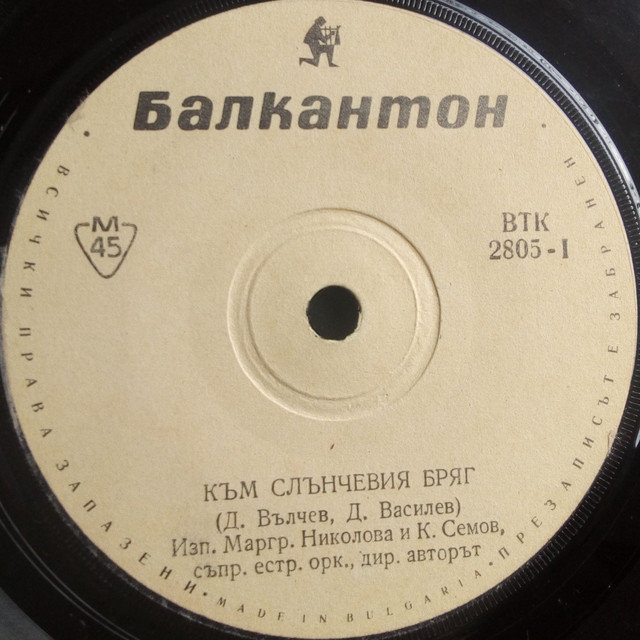 Балкантон
М
45
ВТК
2805-I
КЪМ СЛЪНЧЕВИЯ БРЯГ
(Д. Вълчев, Д. Василев)
Изп. Маргр. Николова и К. Семов,
съпр. естр. орк., дир. авторът
• ВСИЧКИ ПРАВА ЗАПАЗЕНИ • MADE IN BULGARIA • ПРЕЗАПИСЪТ Е ЗАБРАНЕН •